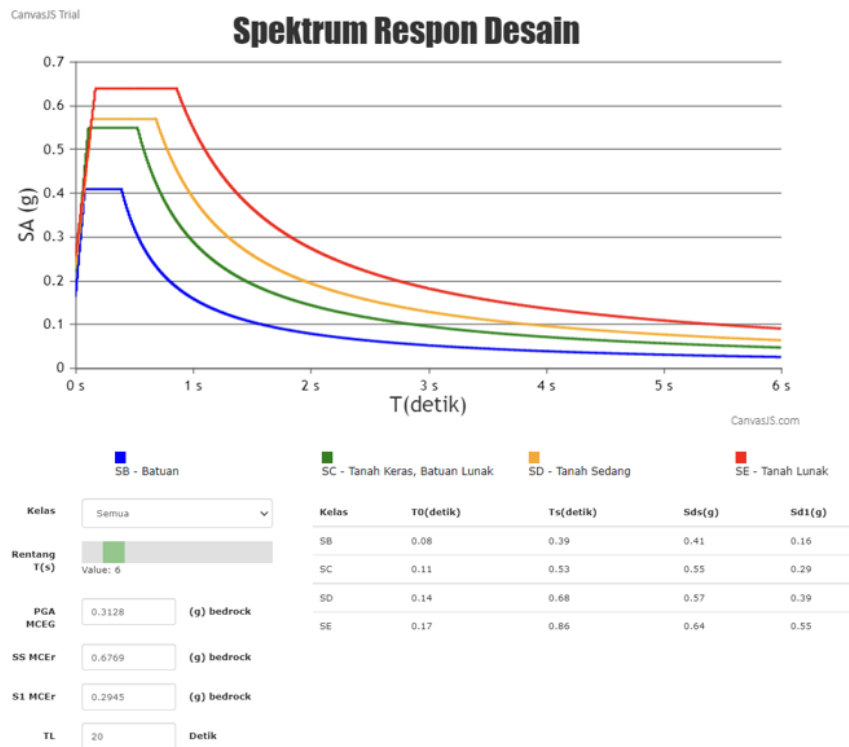 CanvasJS Trial
Spektrum Respon Desain
SA (g)
0.7
0.6
0.5
0.4
0.3
0.2
0.1
0
0 s 1 s 2 s 3 s 4 s 5 s 6 s
T(detik)
CanvasJS.com
SB - Batuan SC - Tanah Keras, Batuan Lunak SD - Tanah Sedang SE - Tanah Lunak
Kelas Semua
Rentang T(s)
Value: 6
PGA MCEG 0.3128 (g) bedrock
SS MCEr 0.6769 (g) bedrock
S1 MCEr 0.2945 (g) bedrock
TL 20 Detik
Kelas T0(detik) Ts(detik) Sds(g) Sd1(g)
SB 0.08 0.39 0.41 0.16
SC 0.11 0.53 0.55 0.29
SD 0.14 0.68 0.57 0.39
SE 0.17 0.86 0.64 0.55